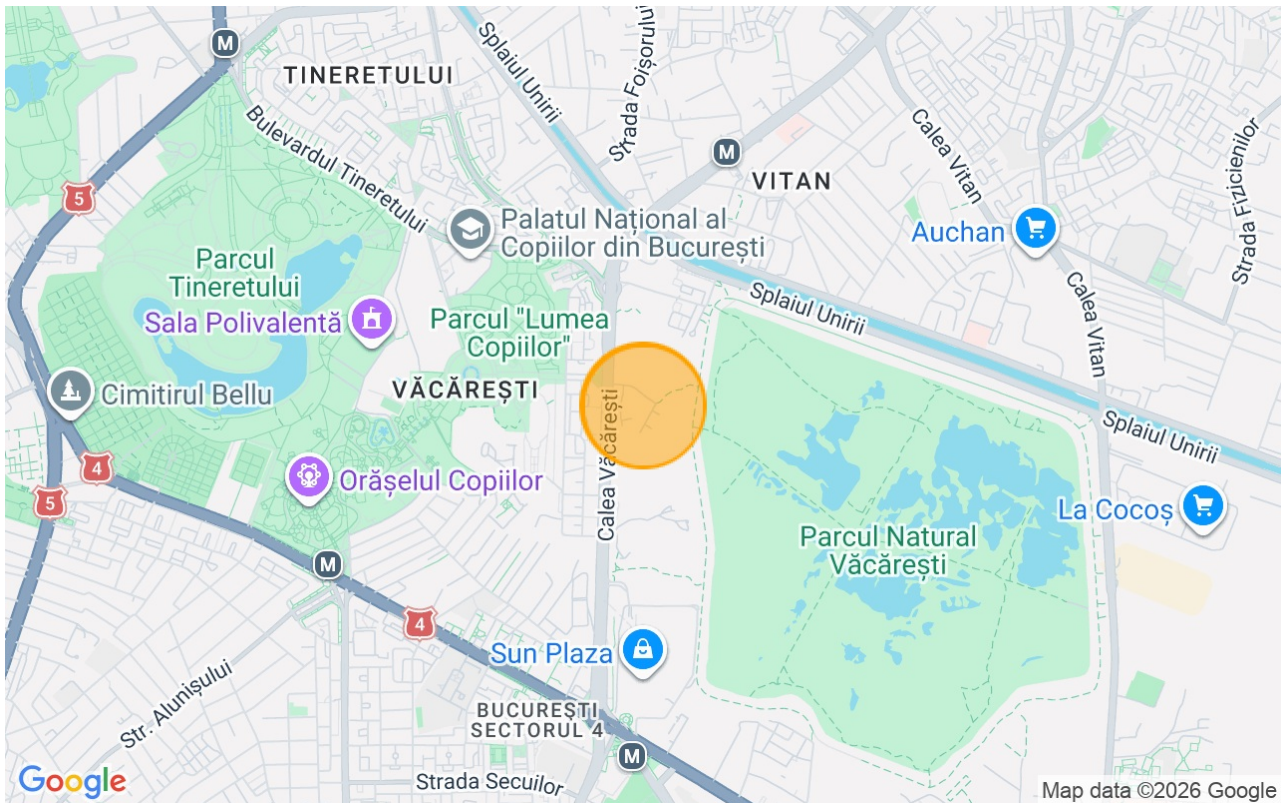 M
TINERETULUI
Splaiul Unirii
Strada Foișorului
Calea Vitan
Strada Fizicienilor
Bulevardul Tineretului
M
VITAN
5
Palatul Național al
Copiilor din București
Auchan
Parcul
Tineretului
Sala Polivalentă
Parcul "Lumea
Copiilor"
Splaiul Unirii
Calea Vitan
Cimitirul Bellu
VĂCĂREȘTI
Calea Văcărești
Splaiul Unirii
4
5
Orășelul Copiilor
La Cocoș
Parcul Natural
Văcărești
M
4
Sun Plaza
Str. Alunișului
BUCUREȘTI
SECTORUL 4
M
Strada Secuilor
Google
Map data ©2026 Google